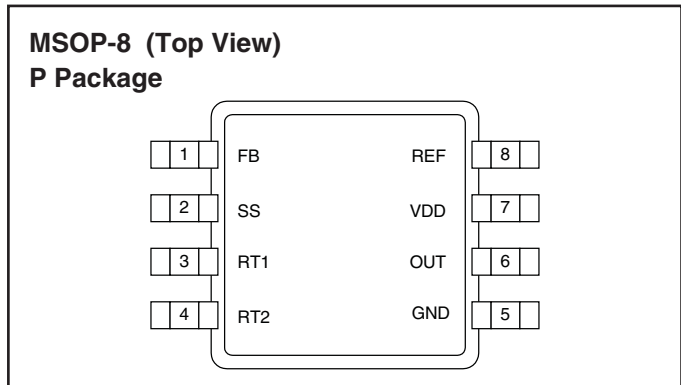 MSOP-8 (Top View)
P Package
1 FB REF 8
2 SS VDD 7
3 RT1 OUT 6
4 RT2 GND 5